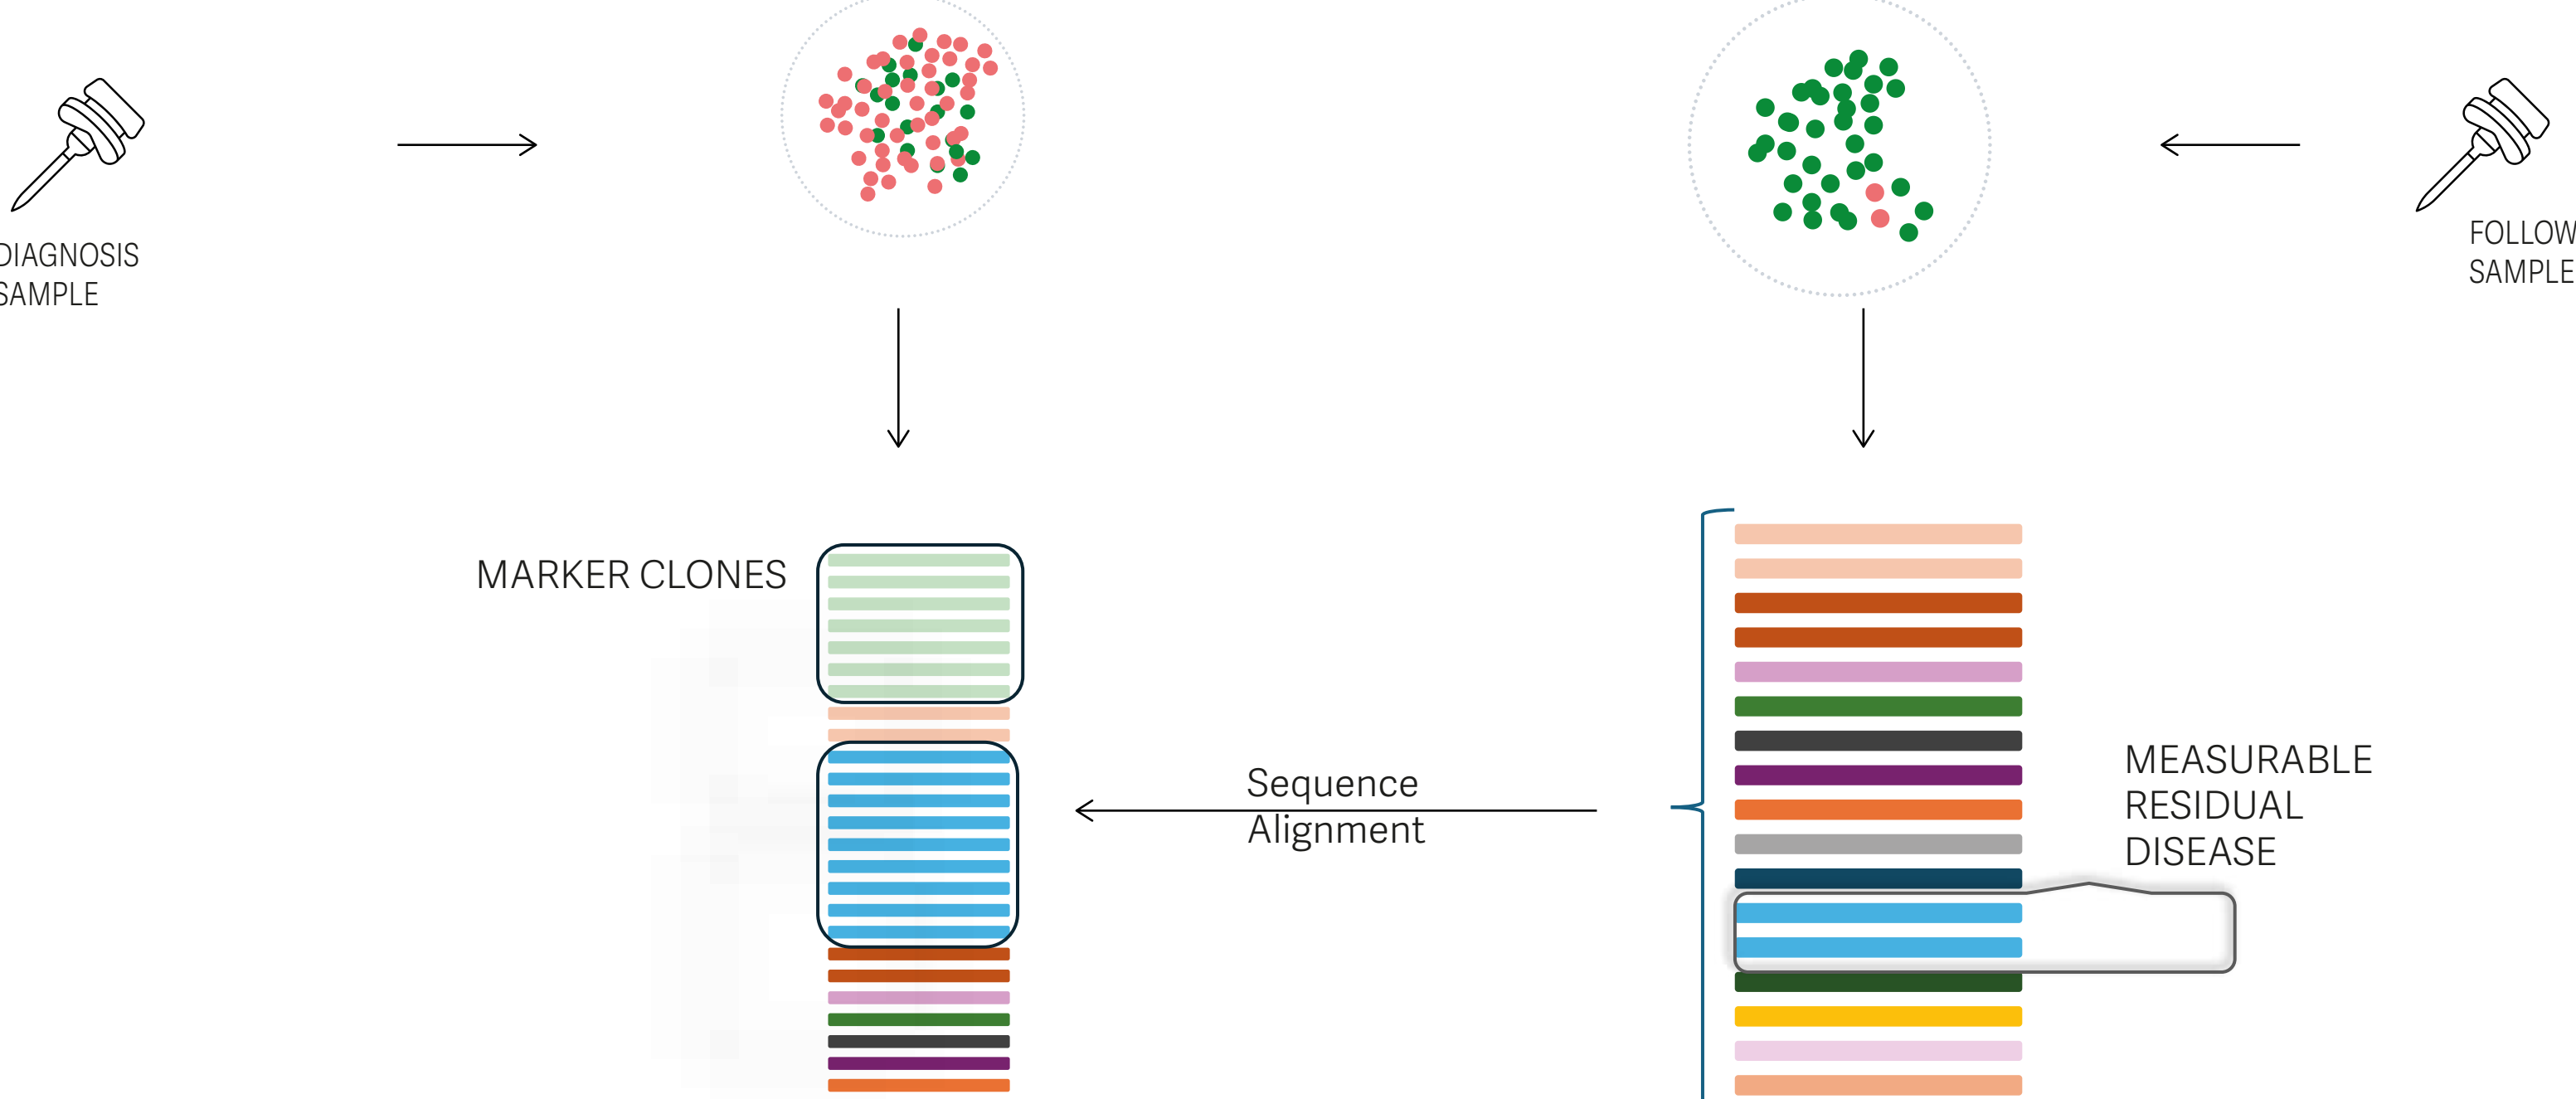 DIAGNOSIS
SAMPLE
FOLLOW
SAMPLE
MARKER CLONES
Sequence
Alignment
MEASURABLE
RESIDUAL
DISEASE